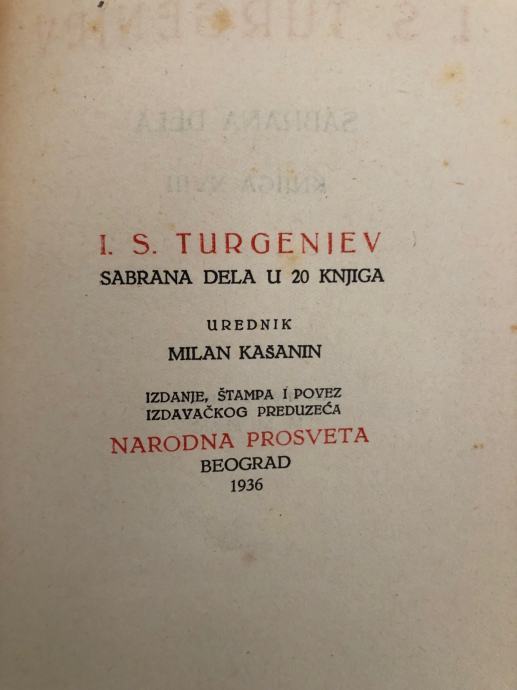 I. S. TURGENJEV
SABRANA DELA U 20 KNJIGA
UREDNIK
MILAN KAŠANIN
IZDANJE, ŠTAMPA I POVEZ
IZDAVAČKOG PREDUZEĆA
NARODNA PROSVETA
BEOGRAD
1936